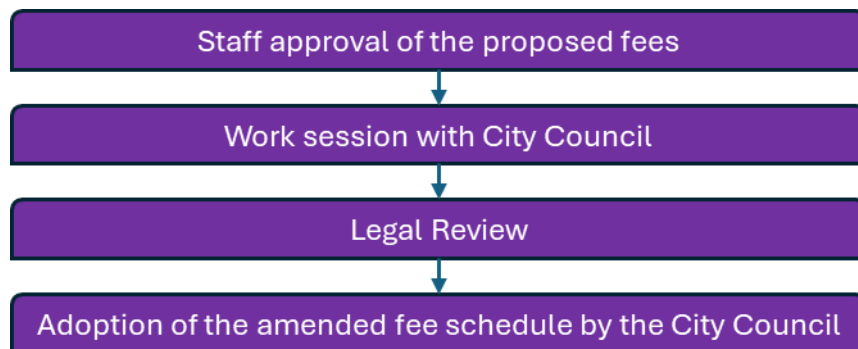 Staff approval of the proposed fees
Work session with City Council
Legal Review
Adoption of the amended fee schedule by the City Council